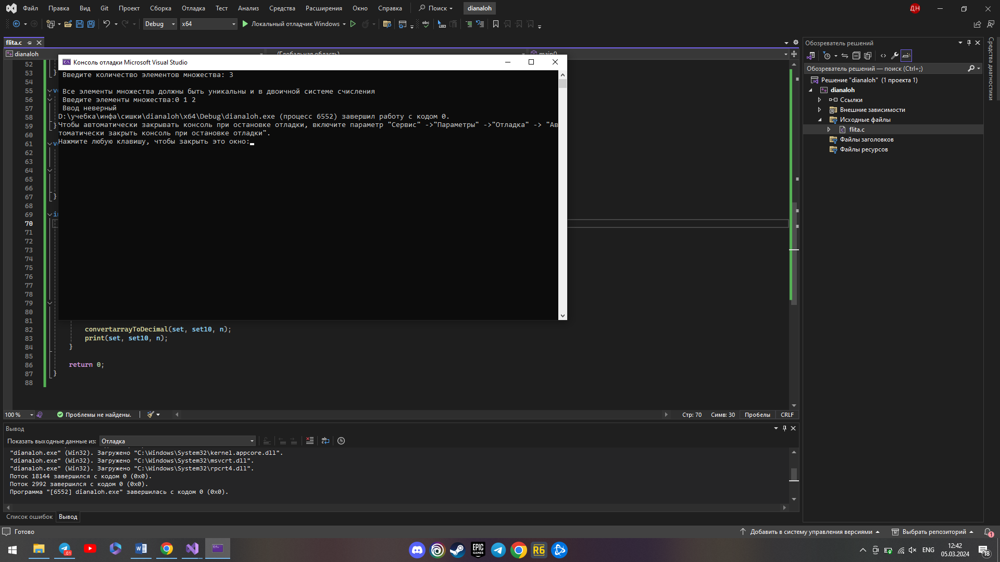 Файл Правка Вид Git Проект Сборка Отладка Тест Анализ Средства Расширения Окно Справка Поиск dianaloh ДН
Debug x64 Локальный отладчик Windows
flita.c
dianaloh (Глобальная область) main()
Консоль отладки Microsoft Visual Studio
Введите количество элементов множества: 3
Все элементы множества должны быть уникальны и в двоичной системе счисления
Введите элементы множества:0 1 2
Ввод неверный
D:\учебка\инфа\сишки\dianaloh\x64\Debug\dianaloh.exe (процесс 6552) завершил работу с кодом 0.
Чтобы автоматически закрывать консоль при остановке отладки, включите параметр "Сервис" ->"Параметры" ->"Отладка" -> "Ав
томатически закрыть консоль при остановке отладки".
Нажмите любую клавишу, чтобы закрыть это окно:
52
53 }
54
55 v
56
57
58
59 }
60
61 v
62
63
64
65
66
67 }
68
69 i
70
71
72
73
74
75
76
77
78
79
80
81
82 convertarrayToDecimal(set, set10, n);
83 print(set, set10, n);
84 }
85
86 return 0;
87 }
88
100 % Проблемы не найдены. Стр: 70 Симв: 30 Пробелы CRLF
Вывод
Показать выходные данные из: Отладка
"dianaloh.exe" (Win32). Загружено "C:\Windows\System32\kernel.appcore.dll".
"dianaloh.exe" (Win32). Загружено "C:\Windows\System32\msvcrt.dll".
"dianaloh.exe" (Win32). Загружено "C:\Windows\System32\rpcrt4.dll".
Поток 18144 завершился с кодом 0 (0x0).
Поток 2992 завершился с кодом 0 (0x0).
Программа "[6552] dianaloh.exe" завершилась с кодом 0 (0x0).
Список ошибок Вывод
Обозреватель решений
Обозреватель решений — поиск (Ctrl+;)
Решение "dianaloh" (1 проекта 1)
dianaloh
Ссылки
Внешние зависимости
Исходные файлы
flita.c
Файлы заголовков
Файлы ресурсов
Средства диагностики
Готово Добавить в систему управления версиями Выбрать репозиторий 1
EPIC GAMES R6 ENG 12:42
05.03.2024 18